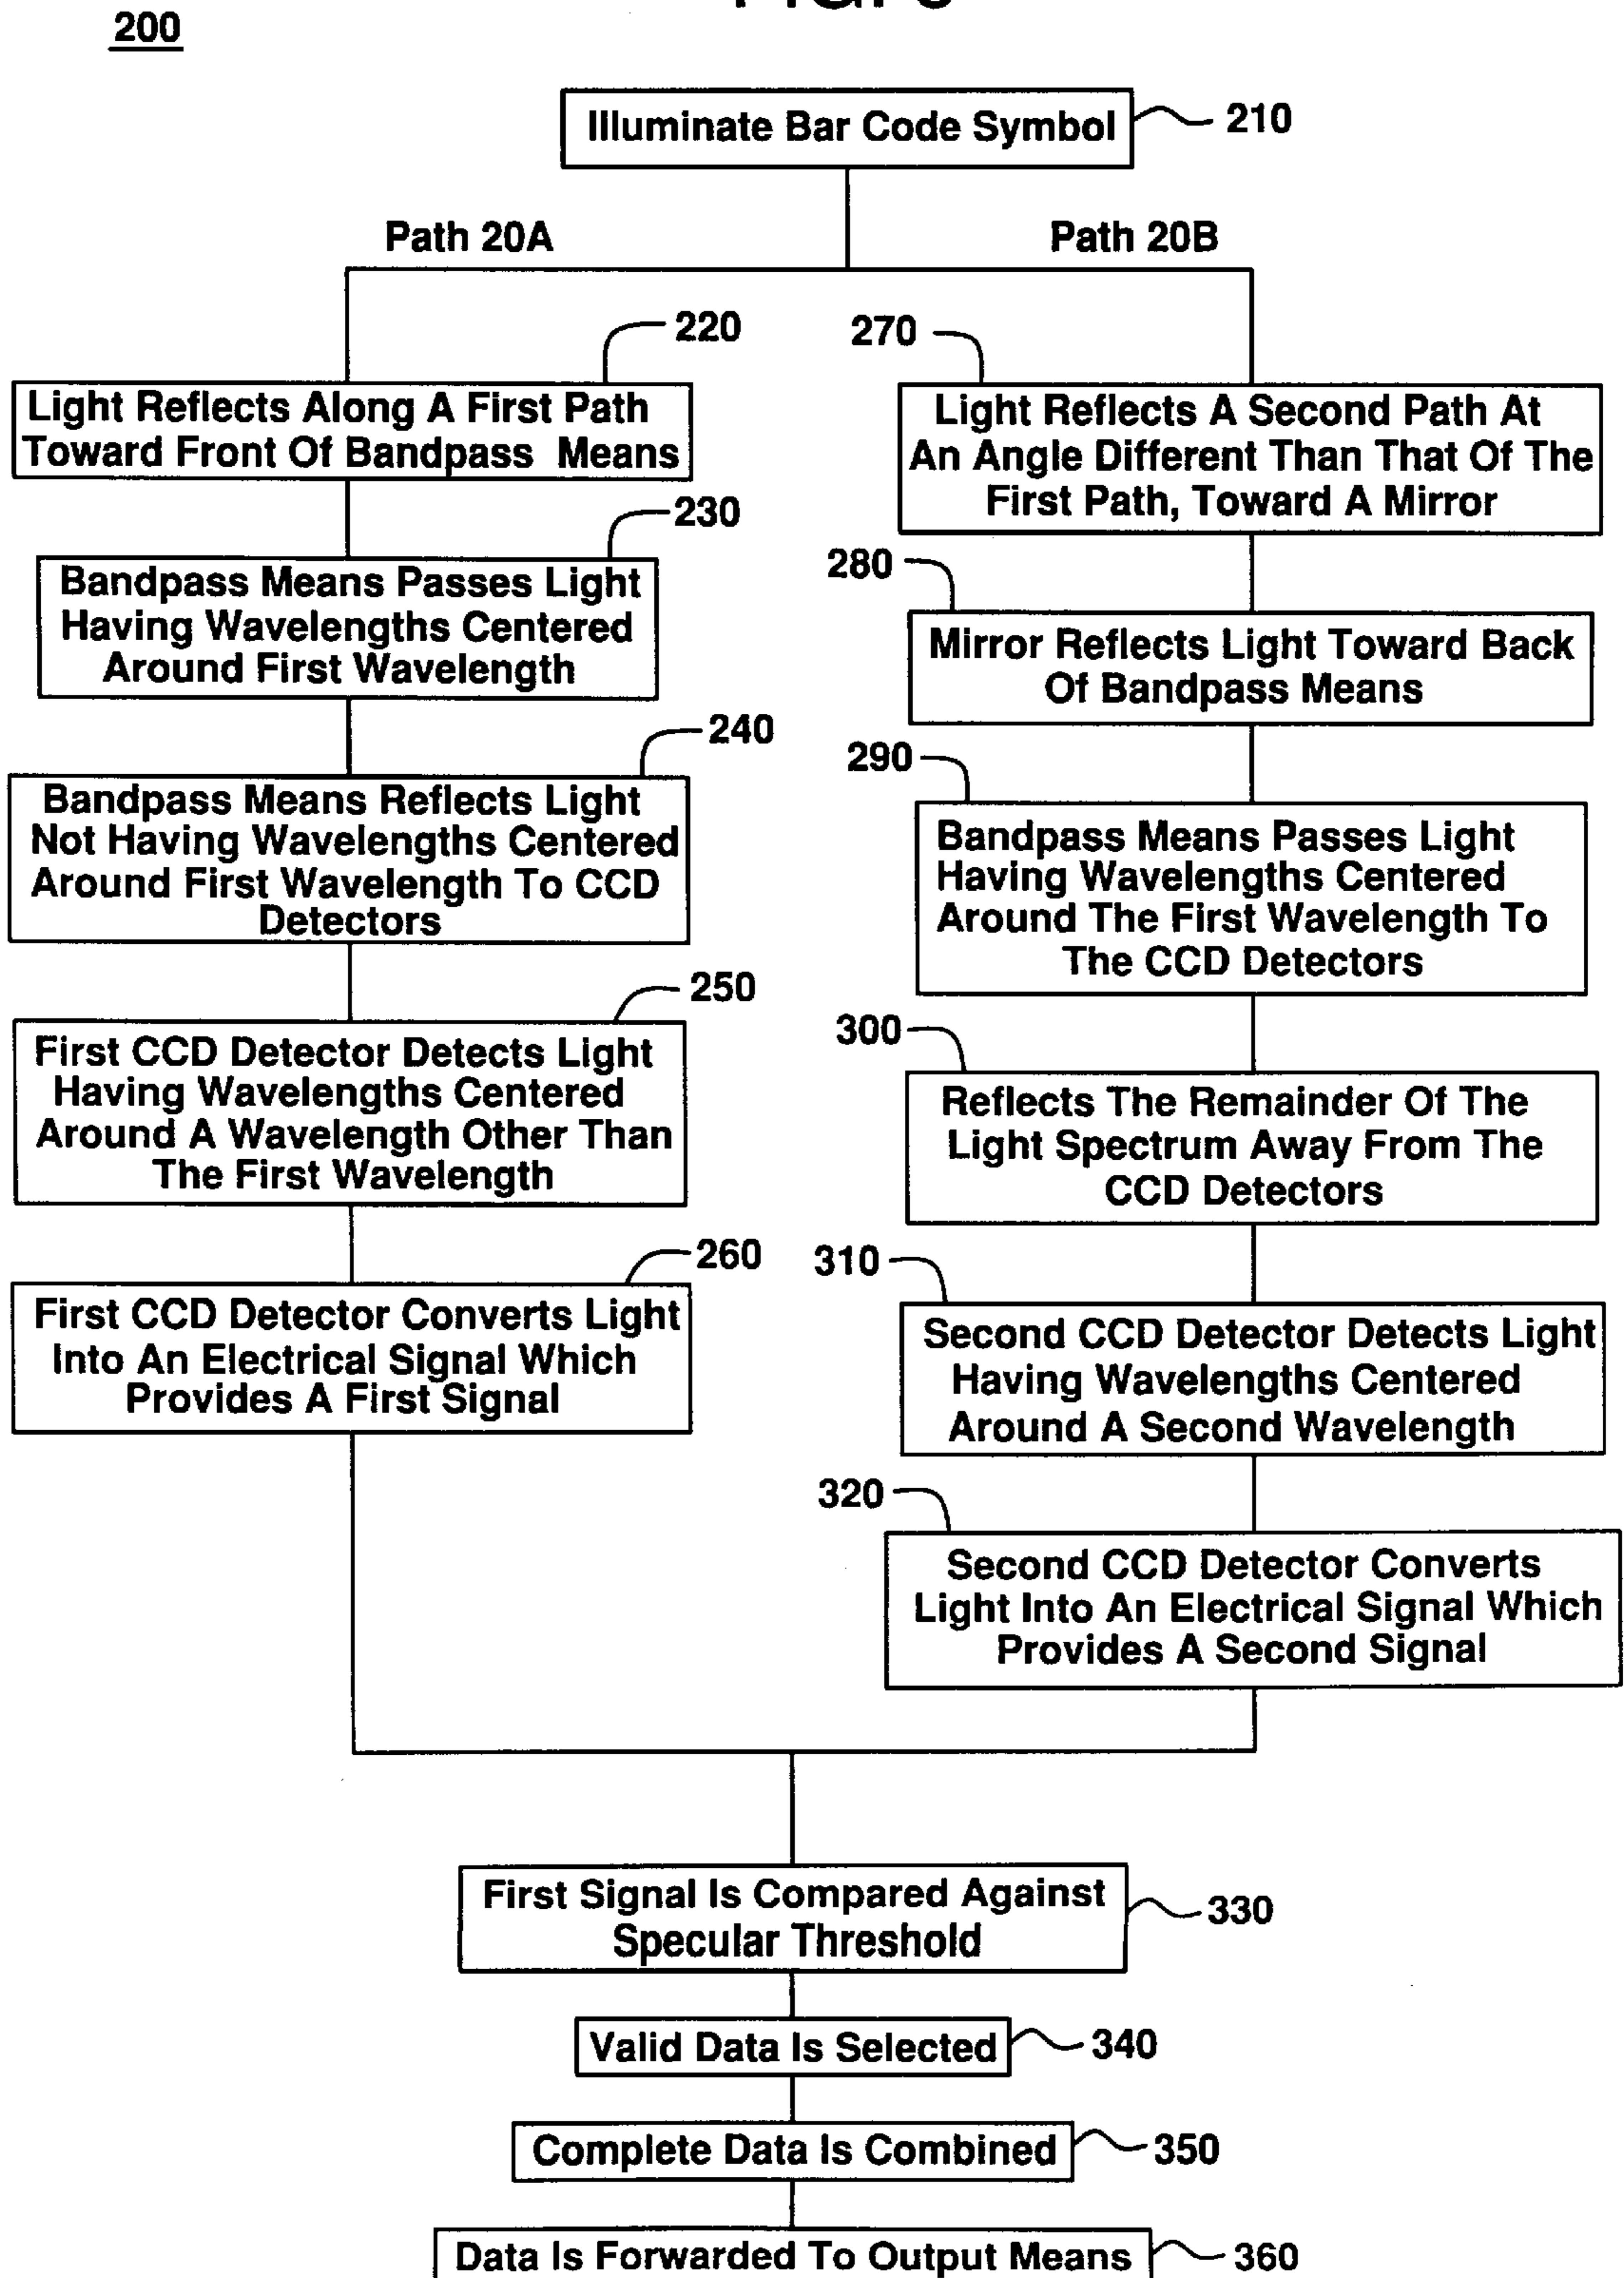 200
Illuminate Bar Code Symbol
210
Path 20A
Path 20B
220
Light Reflects Along A First Path
Toward Front Of Bandpass Means
230
Bandpass Means Passes Light
Having Wavelengths Centered
Around First Wavelength
240
Bandpass Means Reflects Light
Not Having Wavelengths Centered
Around First Wavelength To CCD
Detectors
250
First CCD Detector Detects Light
Having Wavelengths Centered
Around A Wavelength Other Than
The First Wavelength
260
First CCD Detector Converts Light
Into An Electrical Signal Which
Provides A First Signal
270
Light Reflects A Second Path At
An Angle Different Than That Of The
First Path, Toward A Mirror
280
Mirror Reflects Light Toward Back
Of Bandpass Means
290
Bandpass Means Passes Light
Having Wavelengths Centered
Around The First Wavelength To
The CCD Detectors
300
Reflects The Remainder Of The
Light Spectrum Away From The
CCD Detectors
310
Second CCD Detector Detects Light
Having Wavelengths Centered
Around A Second Wavelength
320
Second CCD Detector Converts
Light Into An Electrical Signal Which
Provides A Second Signal
First Signal Is Compared Against
Specular Threshold
330
Valid Data Is Selected
340
Complete Data Is Combined
350
Data Is Forwarded To Output Means
360